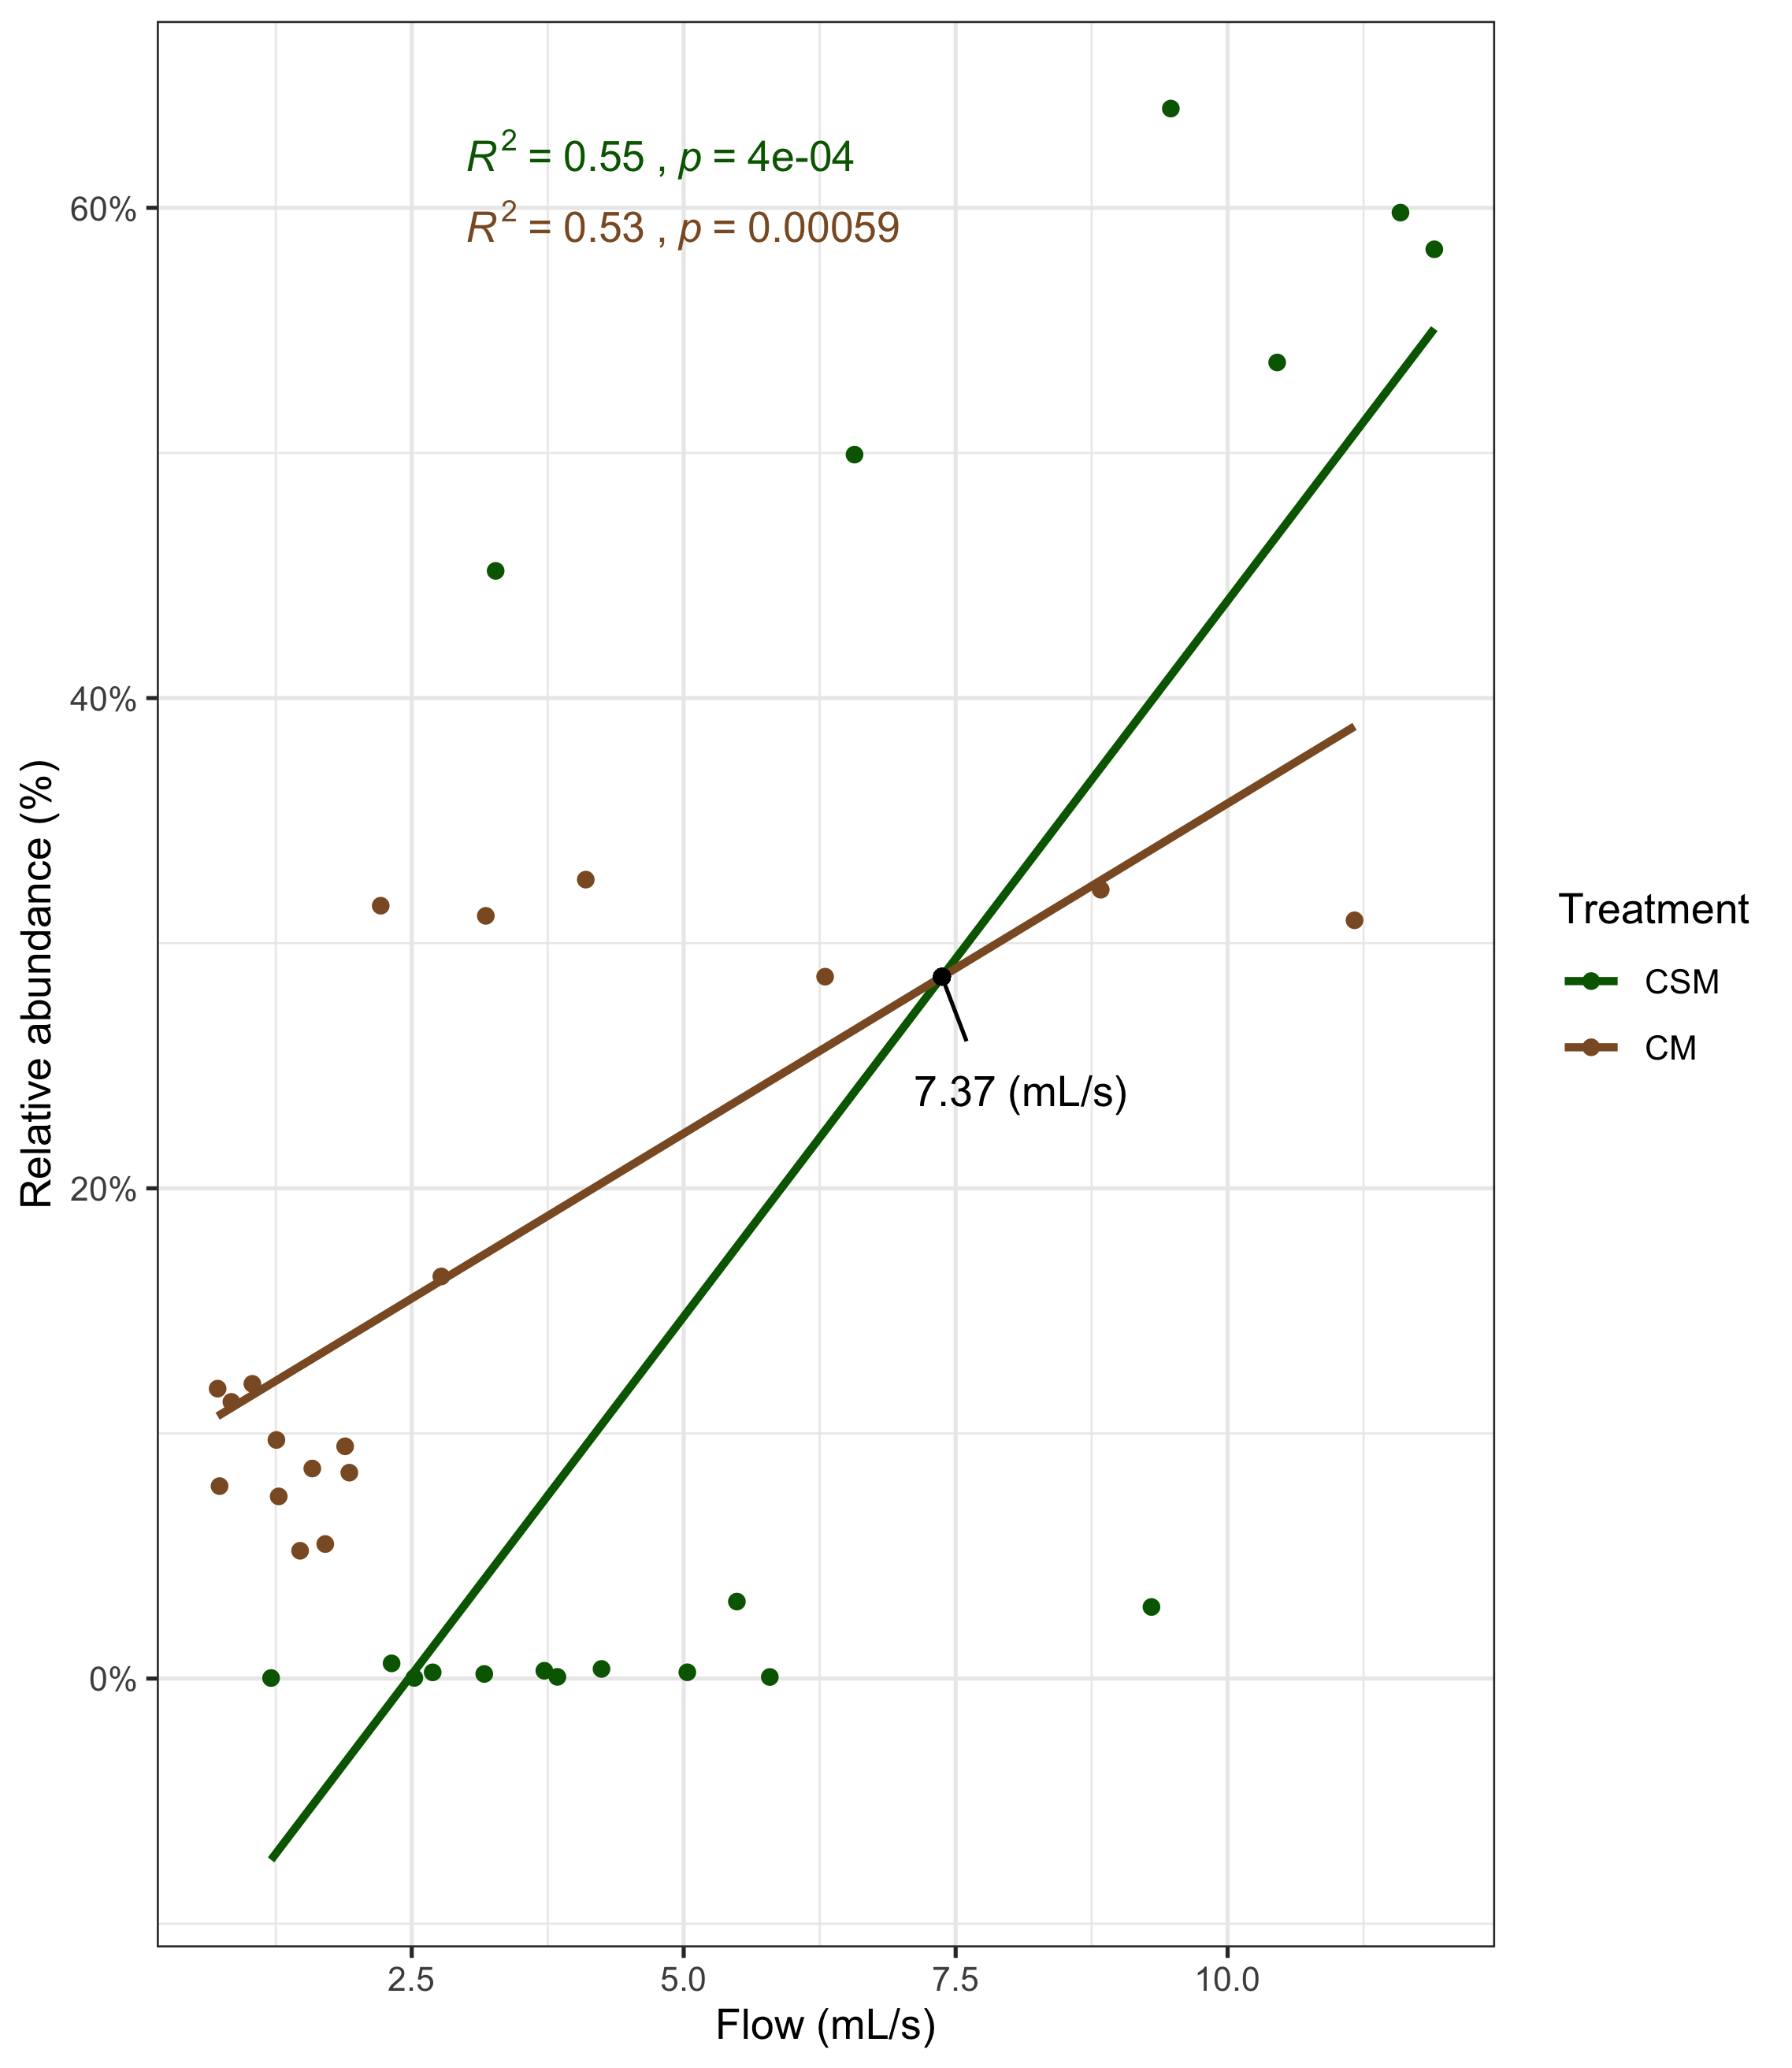 R² = 0.55 , p = 4e-04
R² = 0.53 , p = 0.00059
60%
40%
20%
0%
Relative abundance (%)
7.37 (mL/s)
2.5 5.0 7.5 10.0
Flow (mL/s)
Treatment
CSM
CM